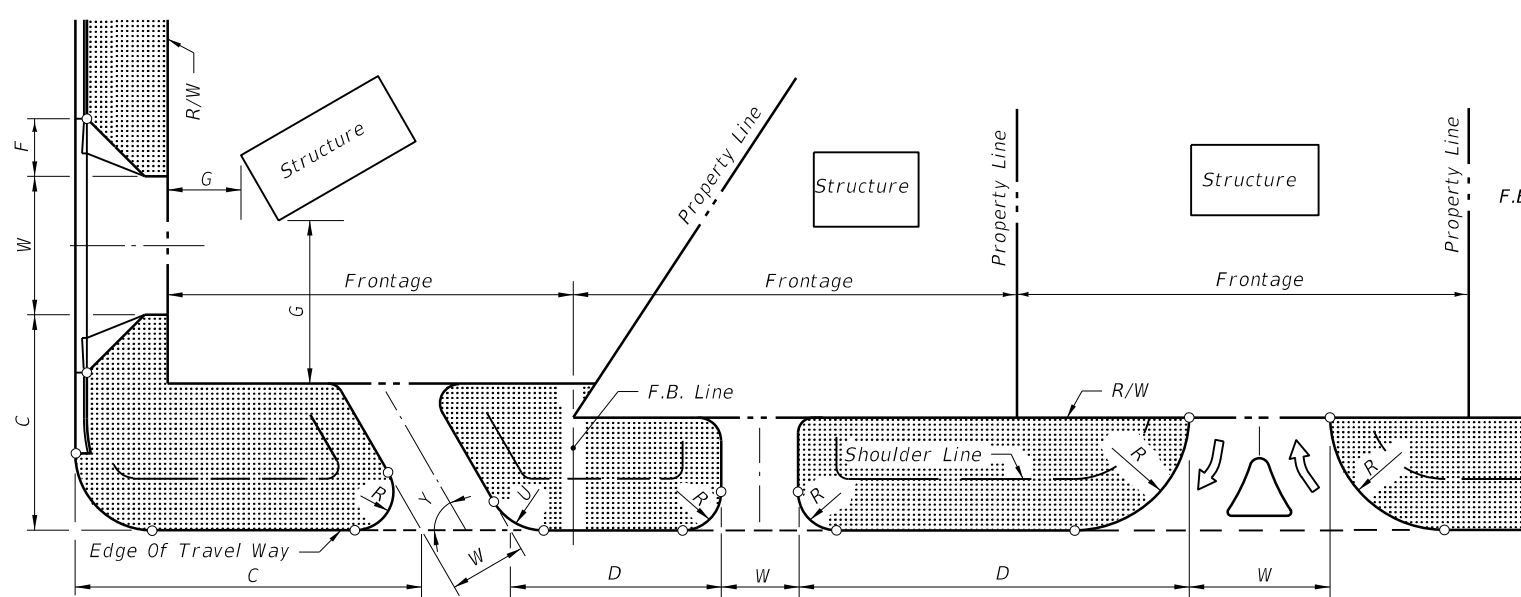 R/W
Structure
Property Line
Structure
Property Line
Structure
Property Line
F
G
W
F.B
Frontage
Frontage
Frontage
G
C
F.B. Line
R/W
Shoulder Line
R
R
R
Y
U
R
R
Edge Of Travel Way
W
C
D
W
D
W